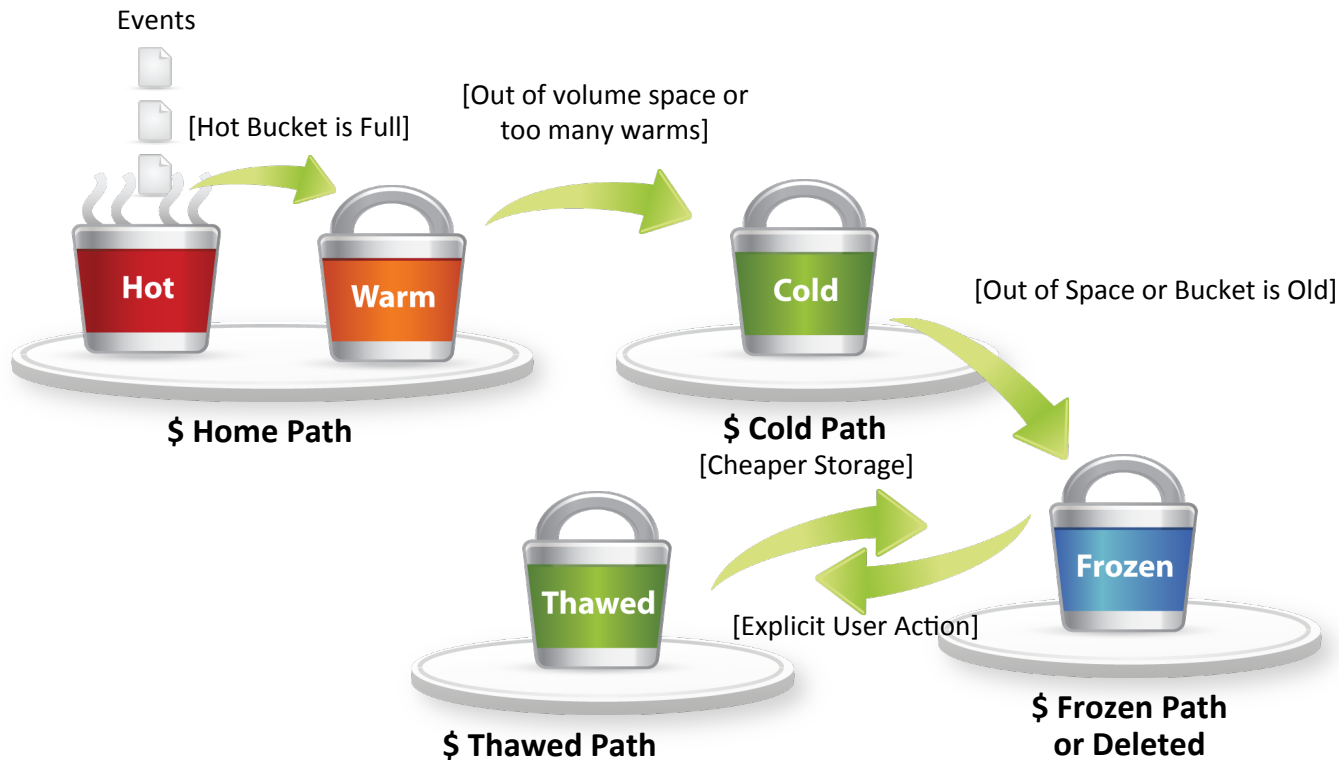 Events
[Hot Bucket is Full]
[Out of volume space or
too many warms]
Hot
Warm
Cold
[Out of Space or Bucket is Old]
$ Home Path
$ Cold Path
[Cheaper Storage]
Thawed
Frozen
[Explicit User Action]
$ Thawed Path
$ Frozen Path
or Deleted